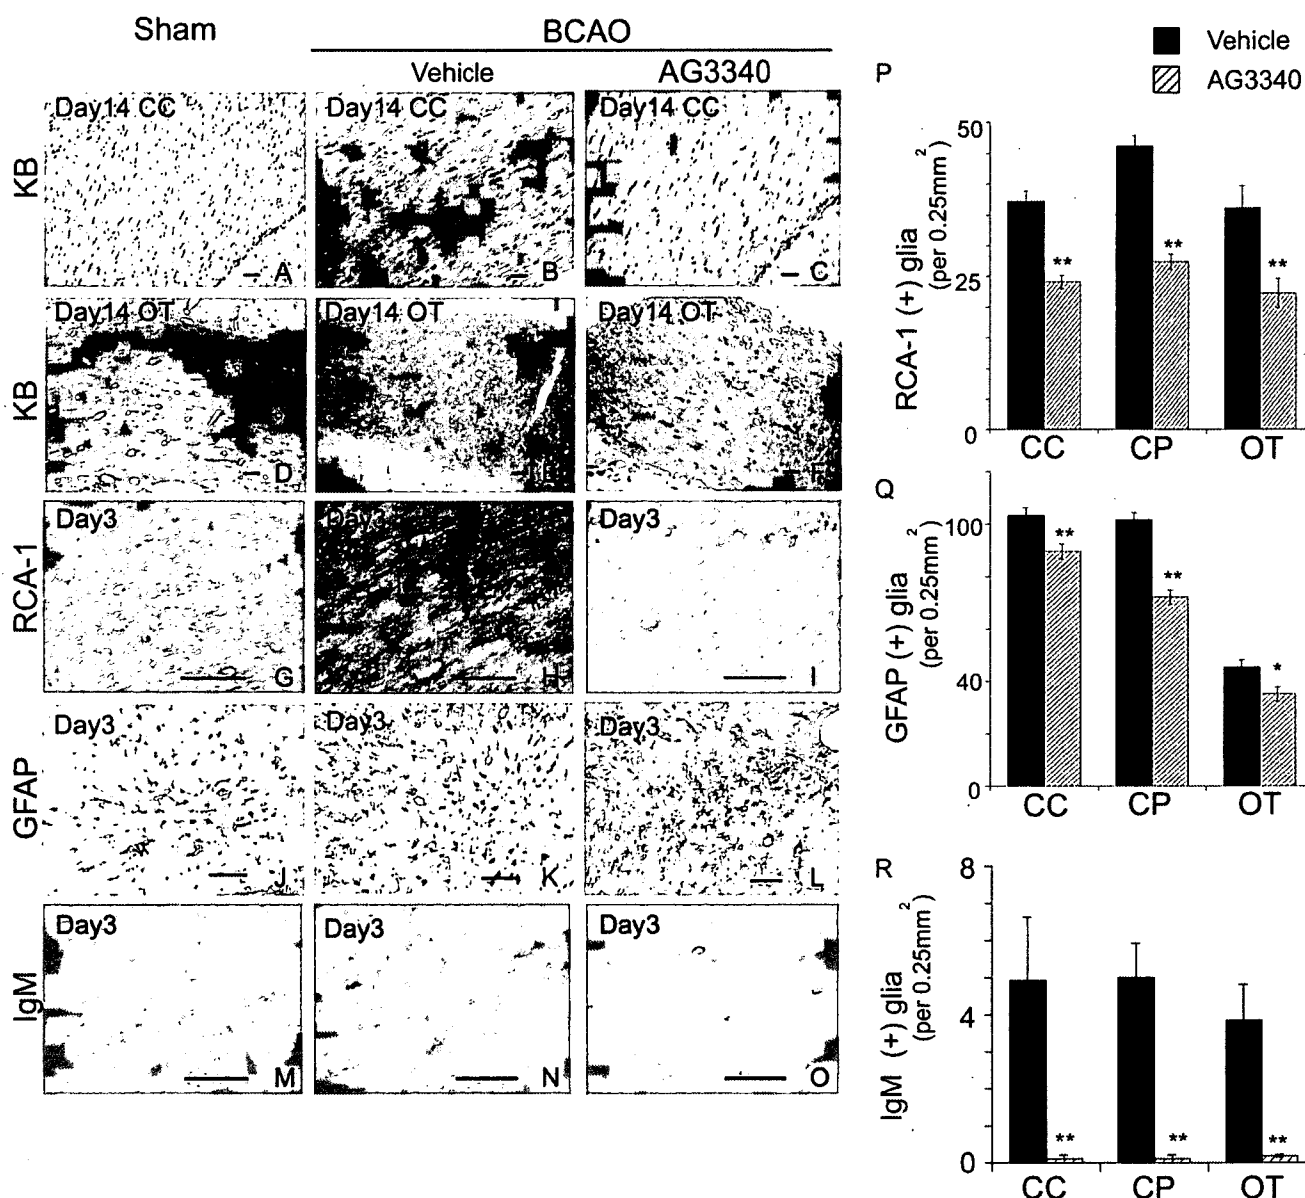 Sham
BCAO
Vehicle
AG3340
KB
Day14 CC
A
Day14 CC
B
Day14 CC
C
KB
Day14 OT
D
Day14 OT
Day14 OT
F
RCA-1
Day3
G
Day3
H
Day3
I
GFAP
Day3
J
Day3
K
Day3
L
IgM
Day3
M
Day3
N
Day3
O
Vehicle
AG3340
P
RCA-1 (+) glia
(per 0.25mm²)
50
25
0
**
**
**
CC CP OT
Q
GFAP (+) glia
(per 0.25mm²)
100
40
0
**
**
*
CC CP OT
R
IgM (+) glia
(per 0.25mm²)
8
4
0
**
**
**
CC CP OT